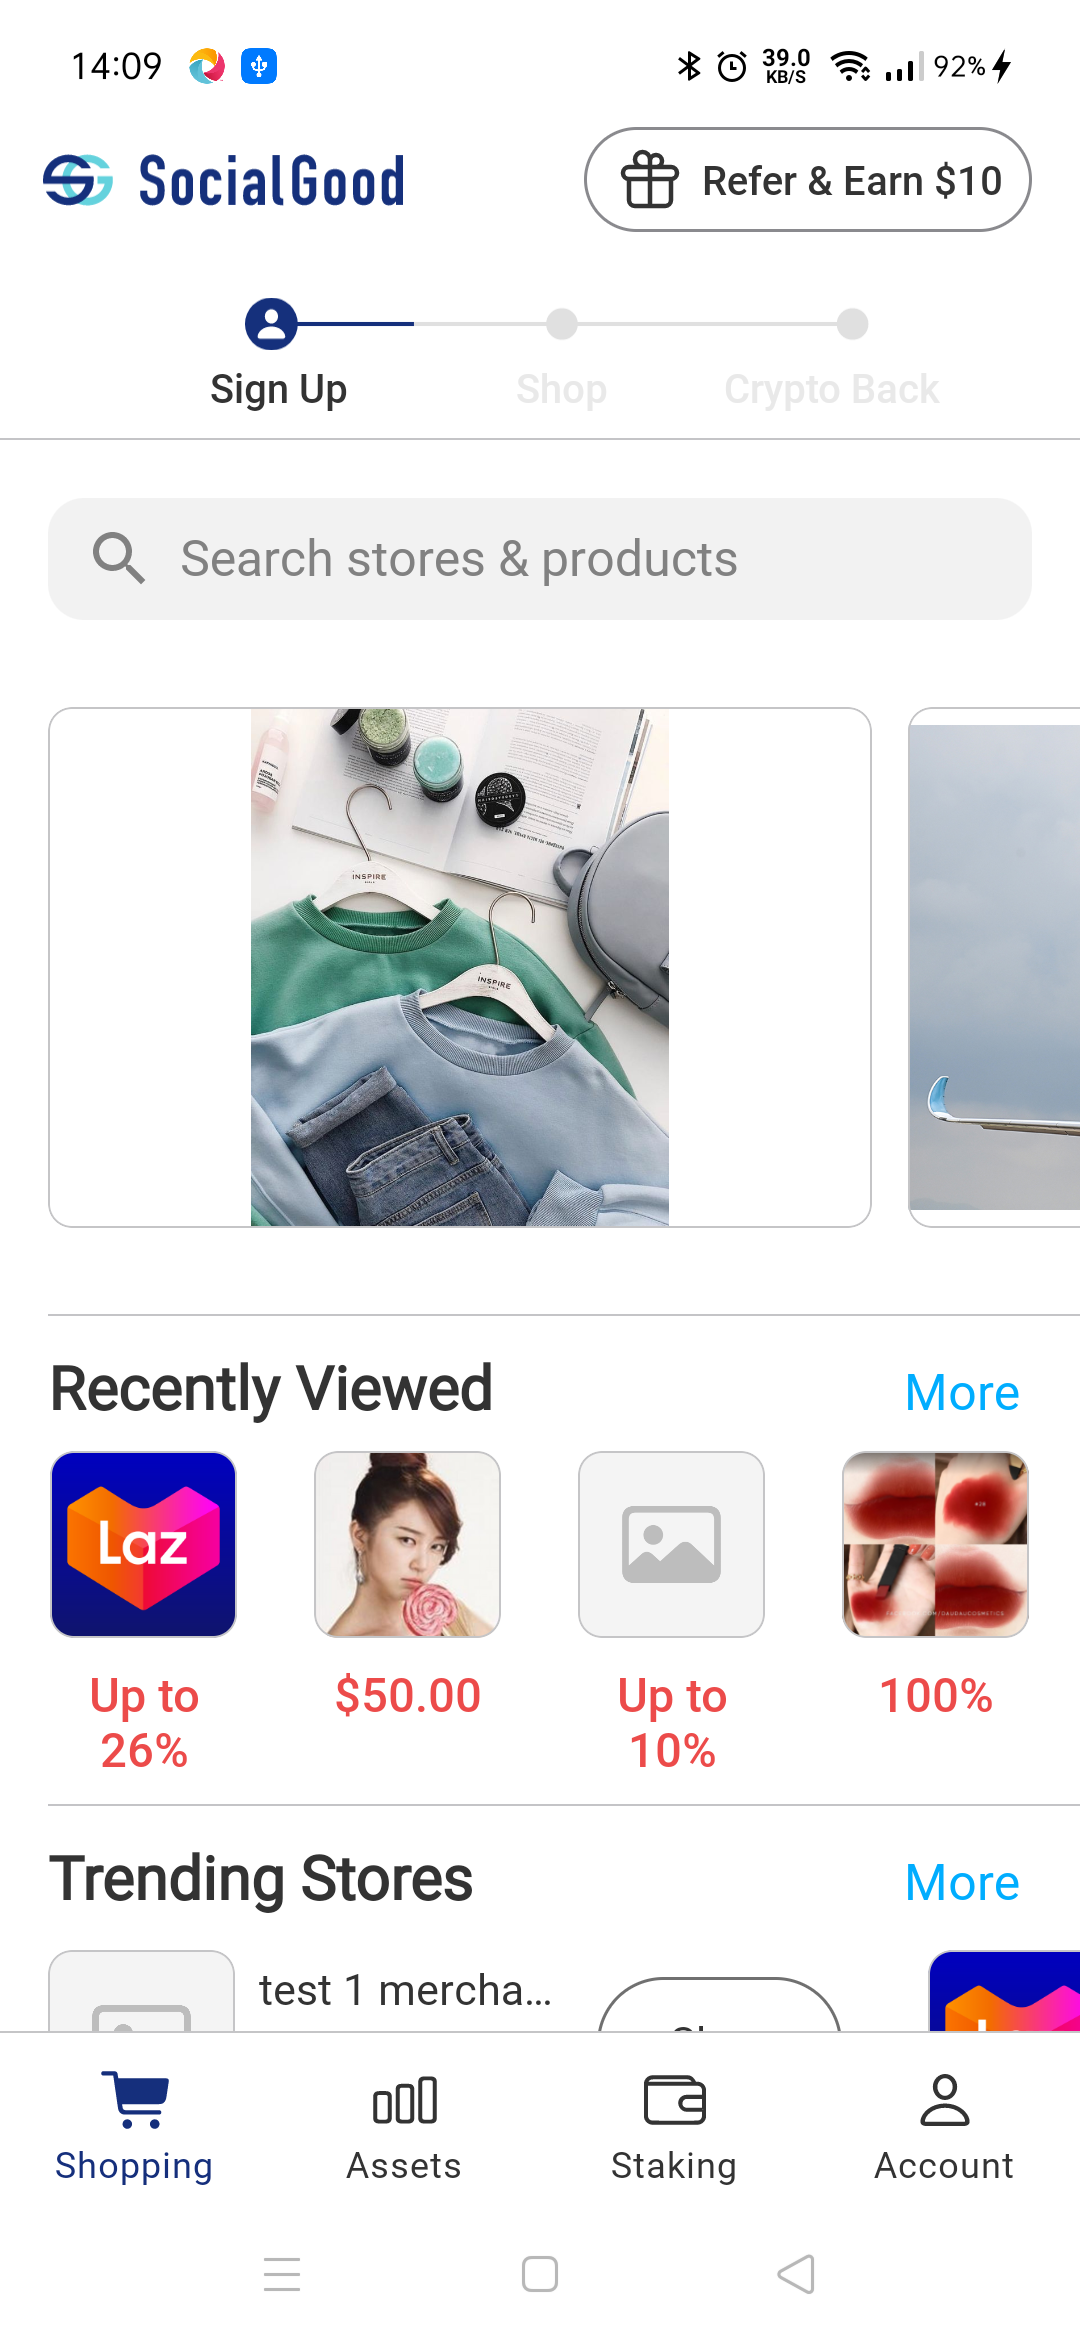 14:09
39.0
KB/S
92%
SocialGood
Refer & Earn $10
Sign Up
Shop
Crypto Back
Search stores & products
INSPIRE
INSPIRE
Recently Viewed
More
Laz
Up to
26%
$50.00
Up to
10%
100%
Trending Stores
More
test 1 mercha...
Shopping
Assets
Staking
Account